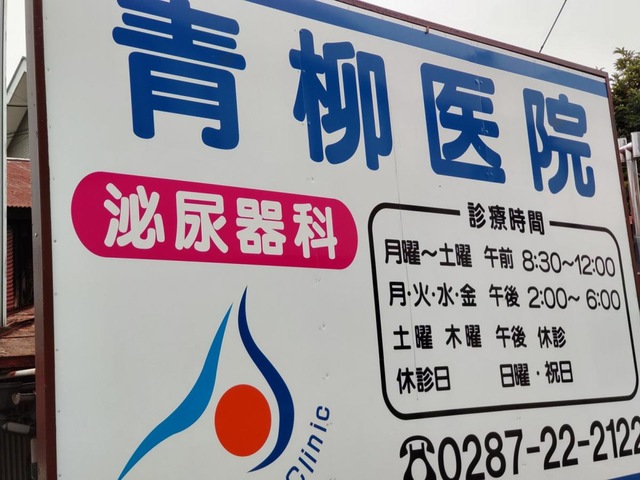 青柳医院
泌尿器科
診療時間
月曜～土曜 午前 8:30～12:00
月・火・水・金 午後 2:00～6:00
土曜 木曜 午後 休診
休診日 日曜・祝日
Clinic
☎0287-22-2122